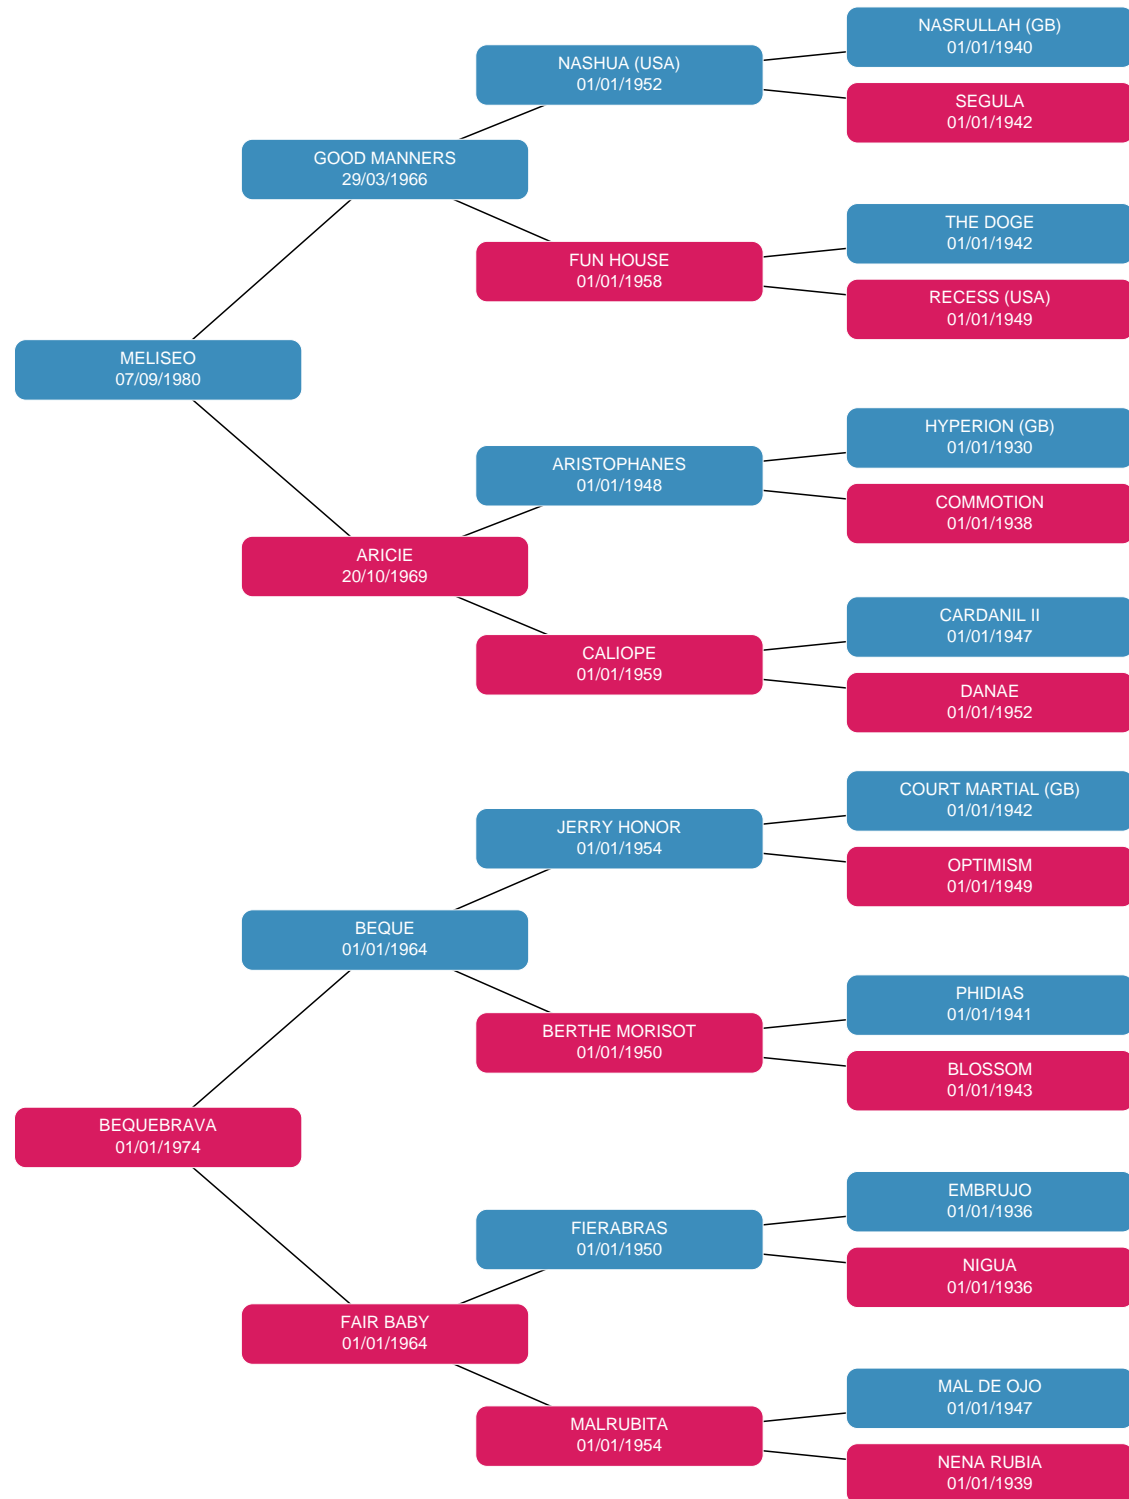 NASRULLAH (GB)
01/01/1940
NASHUA (USA)
01/01/1952
SEGULA
01/01/1942
GOOD MANNERS
29/03/1966
THE DOGE
01/01/1942
FUN HOUSE
01/01/1958
RECESS (USA)
01/01/1949
MELISEO
07/09/1980
HYPERION (GB)
01/01/1930
ARISTOPHANES
01/01/1948
COMMOTION
01/01/1938
ARICIE
20/10/1969
CARDANIL II
01/01/1947
CALIOPE
01/01/1959
DANAE
01/01/1952
COURT MARTIAL (GB)
01/01/1942
JERRY HONOR
01/01/1954
OPTIMISM
01/01/1949
BEQUE
01/01/1964
PHIDIAS
01/01/1941
BERTHE MORISOT
01/01/1950
BLOSSOM
01/01/1943
BEQUEBRAVA
01/01/1974
EMBRUJO
01/01/1936
FIERABRAS
01/01/1950
NIGUA
01/01/1936
FAIR BABY
01/01/1964
MAL DE OJO
01/01/1947
MALRUBITA
01/01/1954
NENA RUBIA
01/01/1939